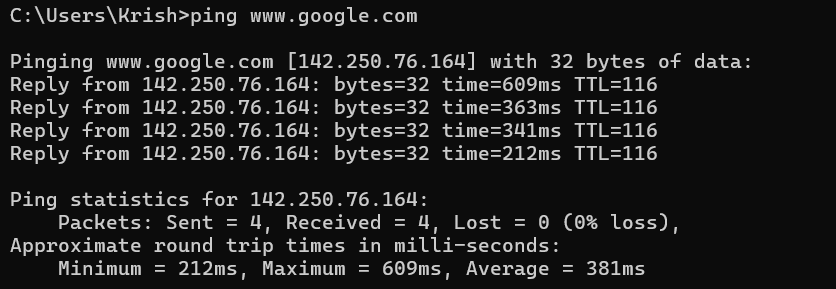 C:\Users\Krish>ping www.google.com
Pinging www.google.com [142.250.76.164] with 32 bytes of data:
Reply from 142.250.76.164: bytes=32 time=609ms TTL=116
Reply from 142.250.76.164: bytes=32 time=363ms TTL=116
Reply from 142.250.76.164: bytes=32 time=341ms TTL=116
Reply from 142.250.76.164: bytes=32 time=212ms TTL=116
Ping statistics for 142.250.76.164:
Packets: Sent = 4, Received = 4, Lost = 0 (0% loss),
Approximate round trip times in milli-seconds:
Minimum = 212ms, Maximum = 609ms, Average = 381ms